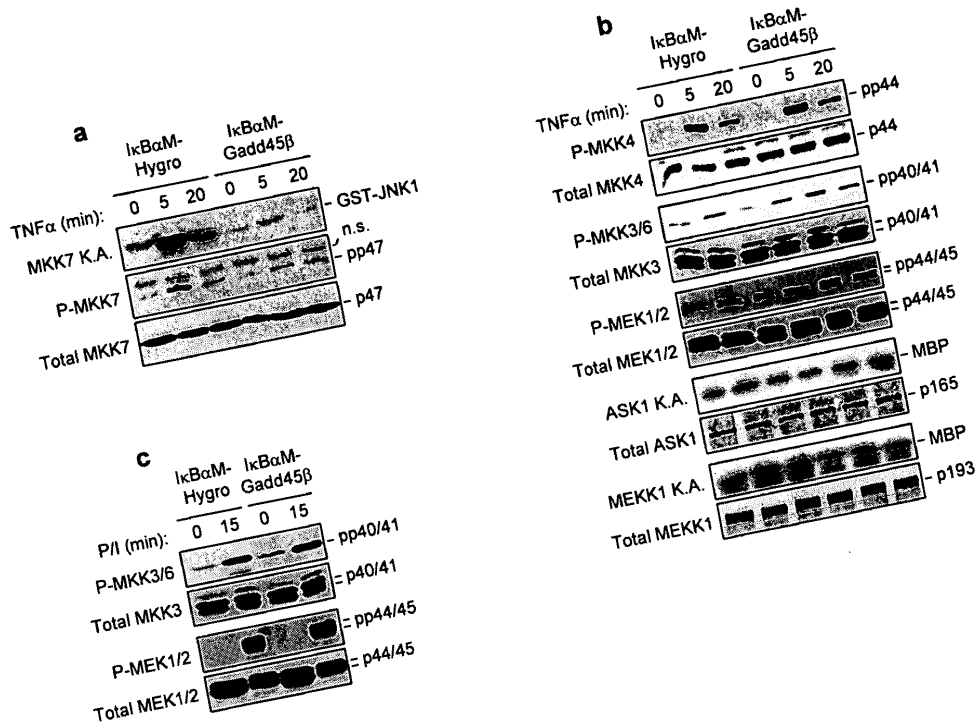 a
IκBαM-
Hygro
IκBαM-
Gadd45β
TNFα (min):
0 5 20 0 5 20
MKK7 K.A.
GST-JNK1
P-MKK7
n.s.
pp47
Total MKK7
p47
b
IκBαM-
Hygro
IκBαM-
Gadd45β
TNFα (min):
0 5 20 0 5 20
P-MKK4
pp44
Total MKK4
p44
P-MKK3/6
pp40/41
Total MKK3
p40/41
P-MEK1/2
pp44/45
Total MEK1/2
p44/45
ASK1 K.A.
MBP
Total ASK1
p165
MEKK1 K.A.
MBP
Total MEKK1
p193
c
IκBαM-
Hygro
IκBαM-
Gadd45β
P/I (min):
0 15 0 15
P-MKK3/6
pp40/41
Total MKK3
p40/41
P-MEK1/2
pp44/45
Total MEK1/2
p44/45